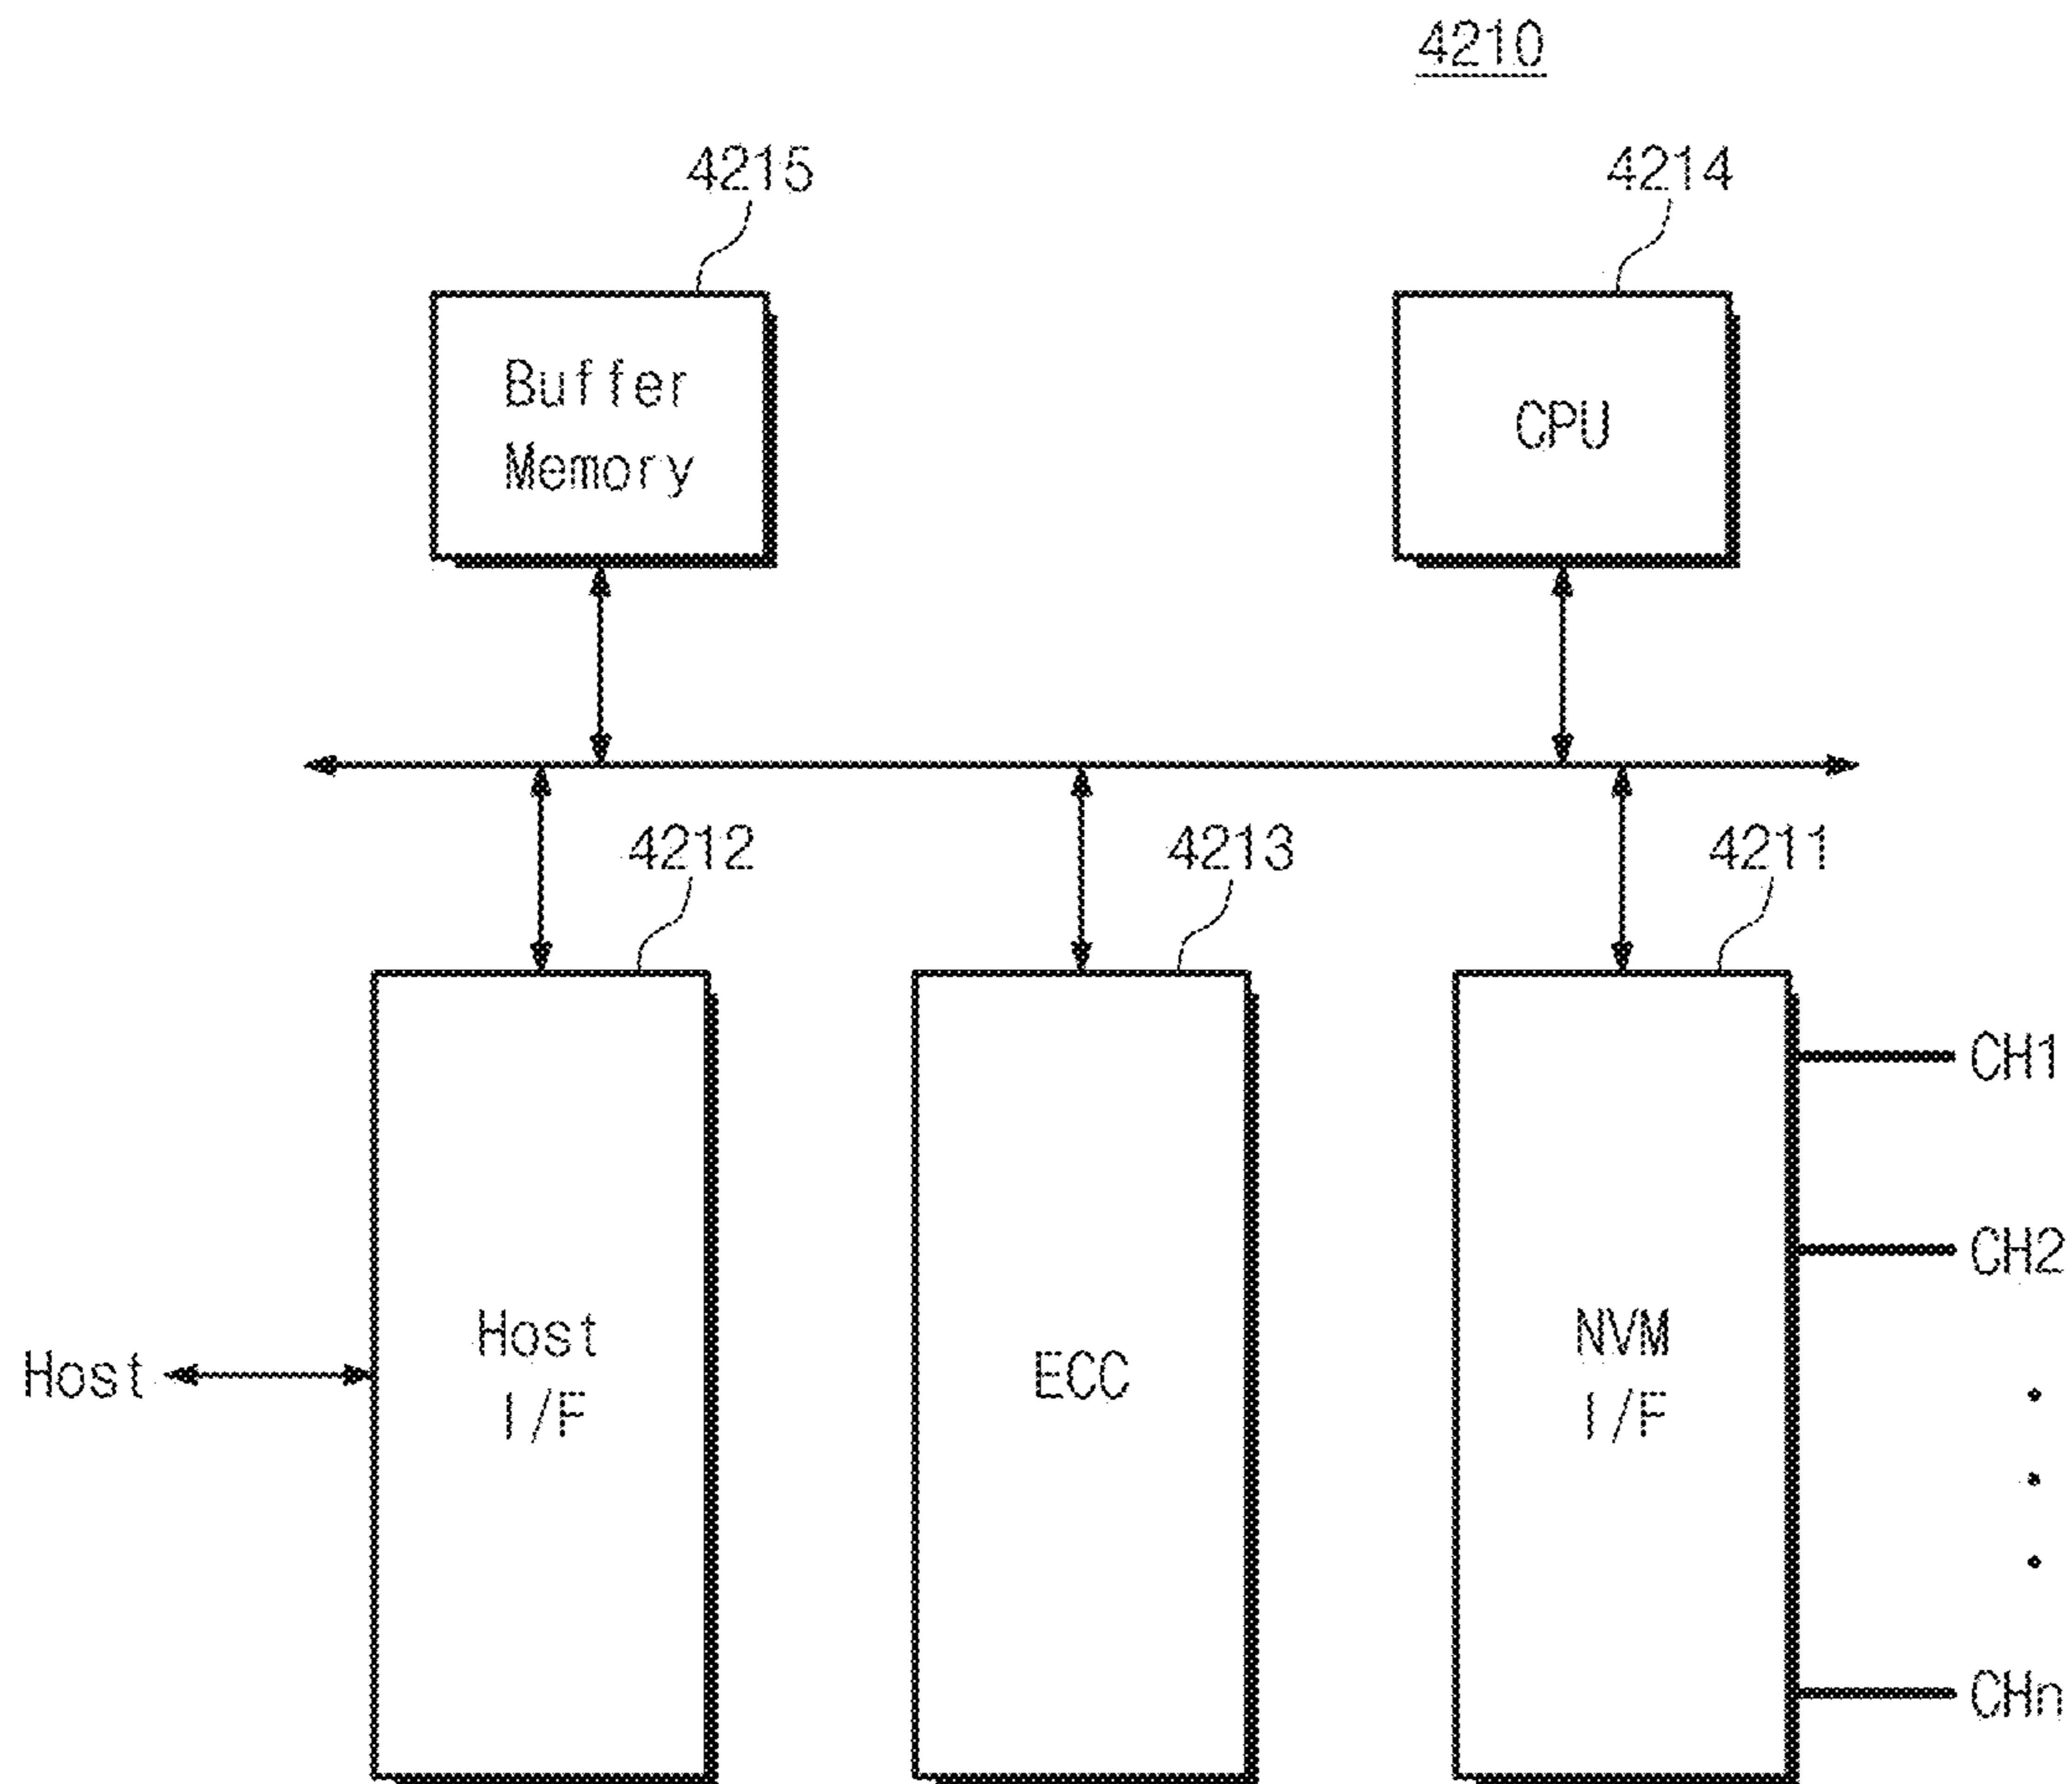 4210
4215
4214
Buffer
Memory
CPU
4212
4213
4211
CH1
CH2
Host
Host
I/F
ECC
NVM
I/F
CHn